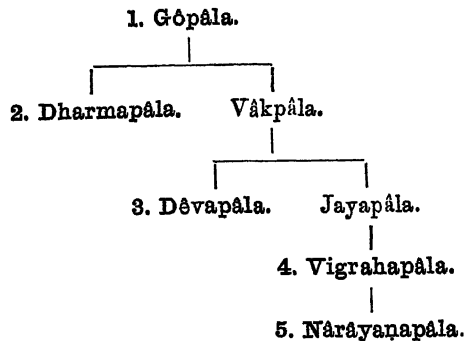 1. Gôpâla.
2. Dharmapâla. Vâkpâla.
3. Dêvapâla. Jayapâla.
4. Vigrahapâla.
5. Nârâyaṇapâla.